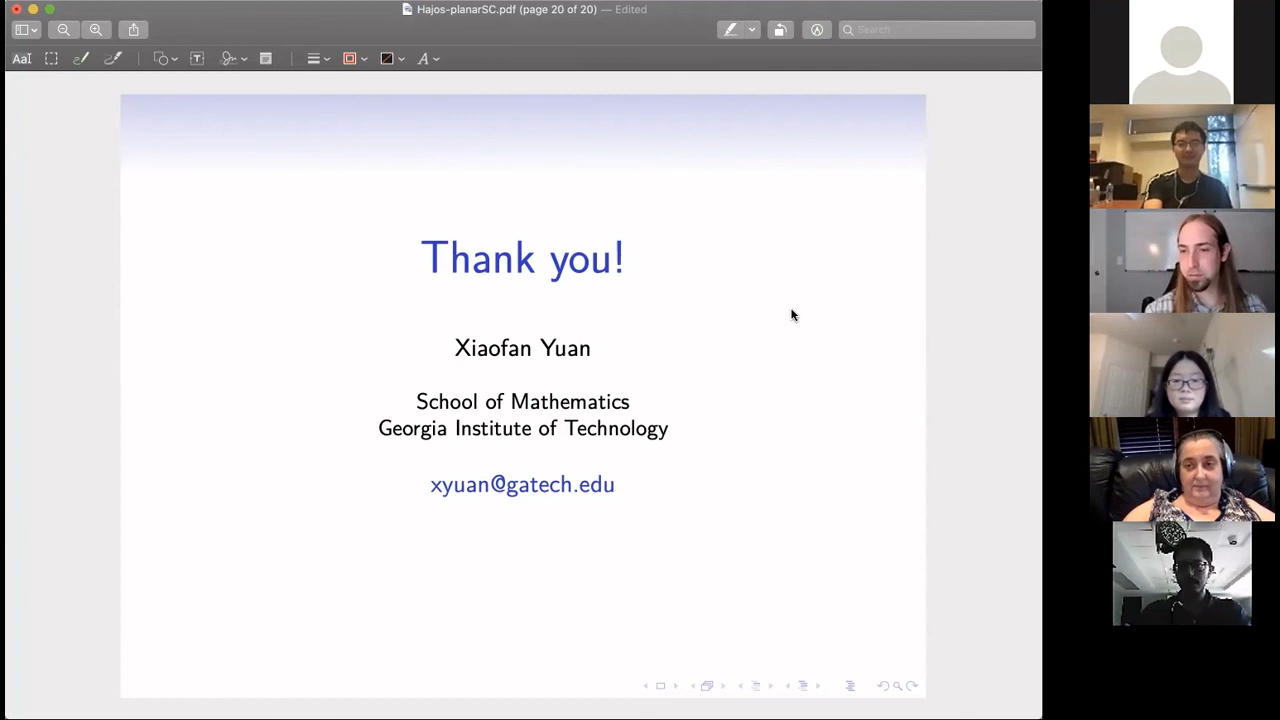 Hajos-planarSC.pdf (page 20 of 20) — Edited
Search
AaI
T
A
Thank you!
Xiaofan Yuan
School of Mathematics
Georgia Institute of Technology
xyuan@gatech.edu